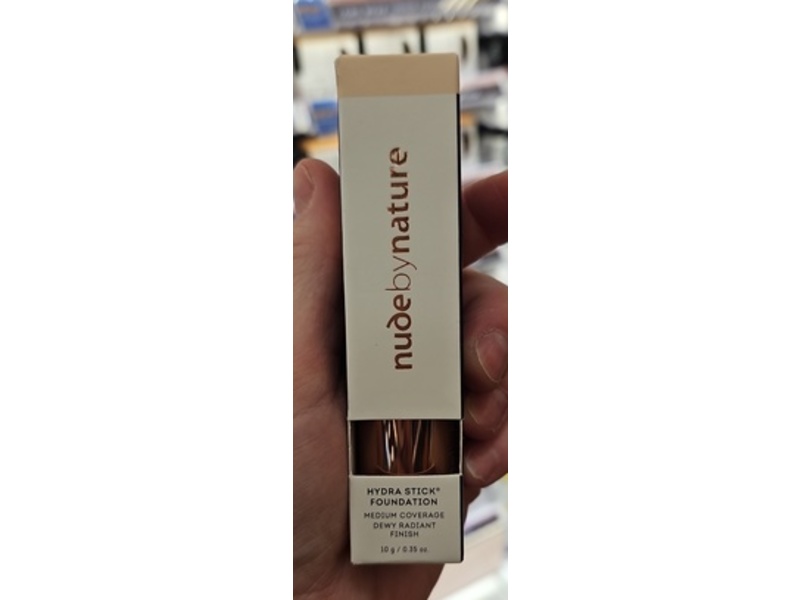 nudebynature
HYDRA STICK®
FOUNDATION
MEDIUM COVERAGE
DEWY RADIANT
FINISH
10 g / 0.35 oz.